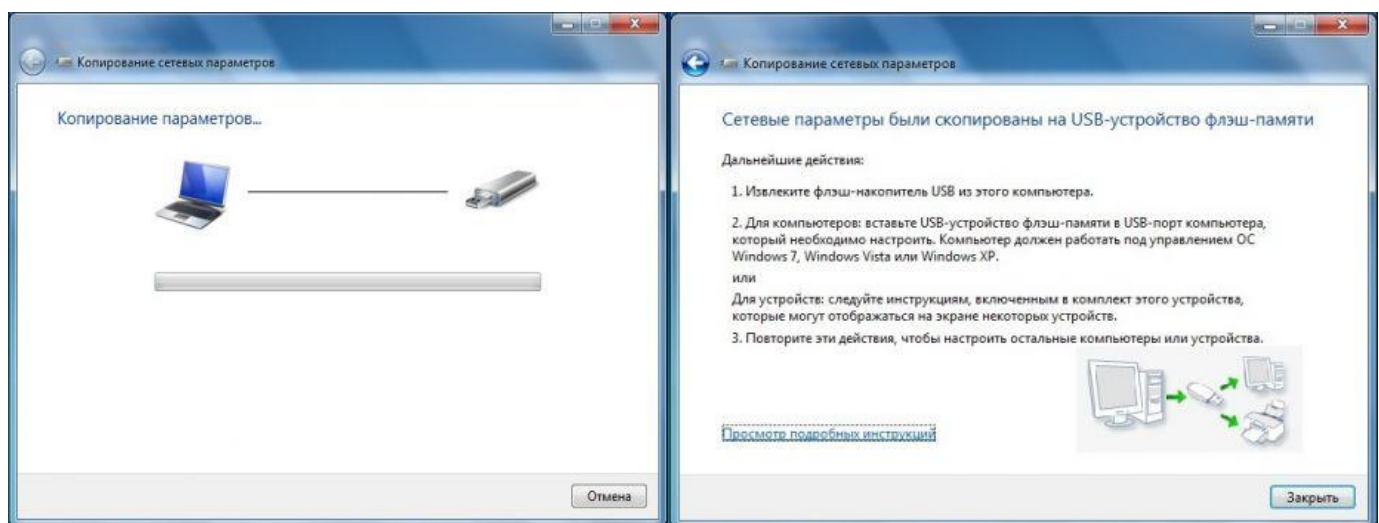 Копирование сетевых параметров
Копирование параметров...
Отмена
Копирование сетевых параметров
Сетевые параметры были скопированы на USB-устройство флэш-памяти
Дальнейшие действия:
1. Извлеките флэш-накопитель USB из этого компьютера.
2. Для компьютеров: вставьте USB-устройство флэш-памяти в USB-порт компьютера,
который необходимо настроить. Компьютер должен работать под управлением ОС
Windows 7, Windows Vista или Windows XP.
или
Для устройств: следуйте инструкциям, включенным в комплект этого устройства,
которые могут отображаться на экране некоторых устройств.
3. Повторите эти действия, чтобы настроить остальные компьютеры или устройства.
Просмотр подробных инструкций
Закрыть